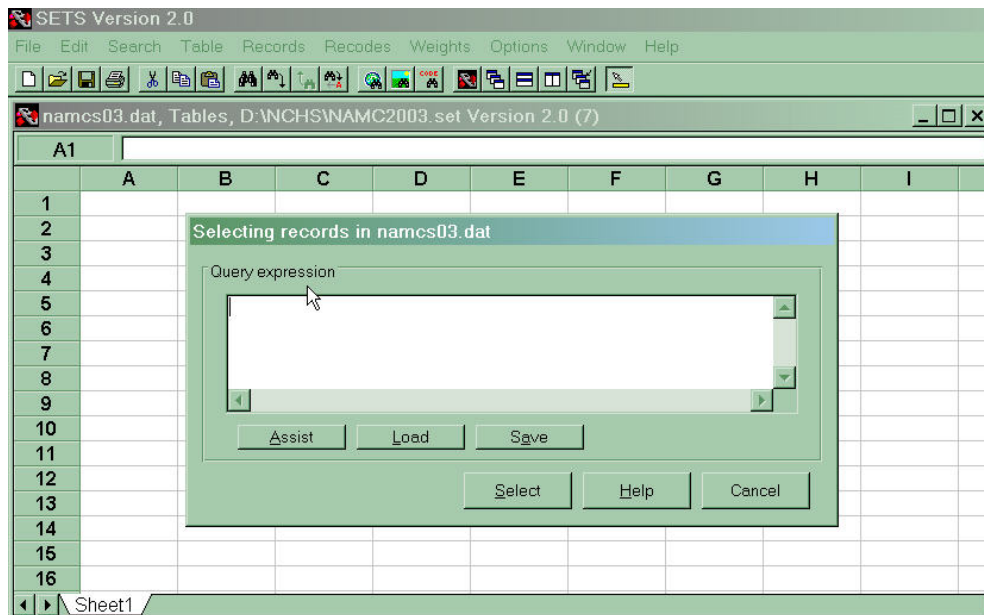 SETS Version 2.0
File Edit Search Table Records Recodes Weights Options Window Help
CODE
namcs03.dat, Tables, D:\NCHS\NAMC2003.set Version 2.0 (7)
A1
A B C D E F G H I
1
2
Selecting records in namcs03.dat
3
Query expression
4
5
6
7
8
9
10
Assist Load Save
11
12
Select Help Cancel
13
14
15
16
Sheet1